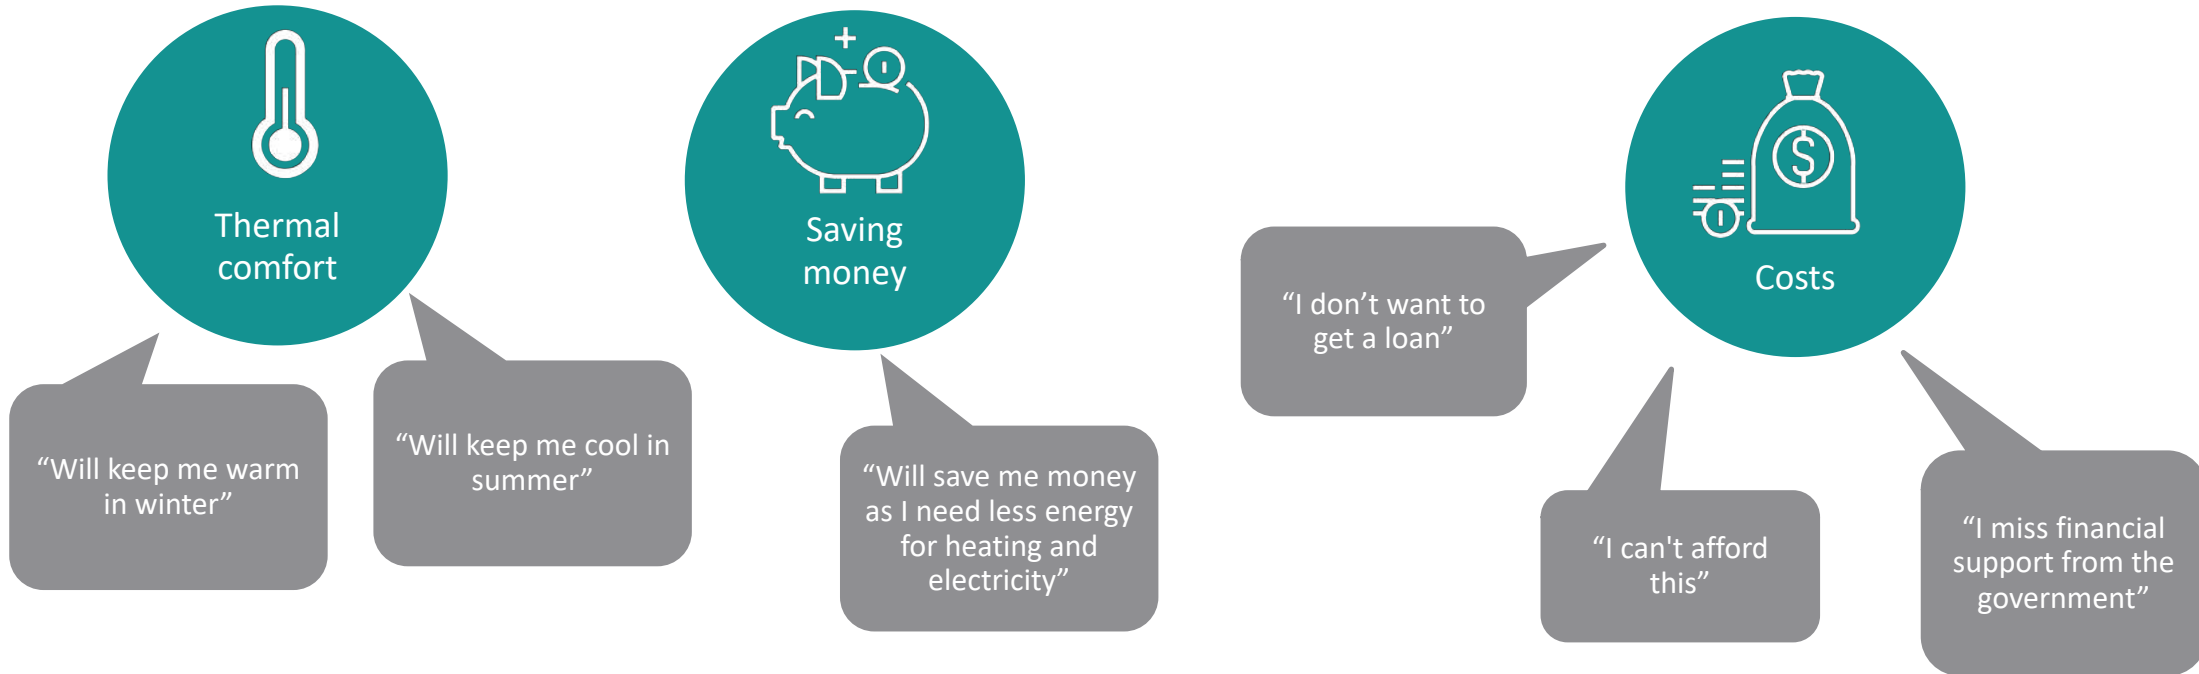 Thermal
comfort
“Will keep me warm
in winter”
“Will keep me cool in
summer”
Saving
money
“Will save me money
as I need less energy
for heating and
electricity”
$
Costs
“I don’t want to
get a loan”
“I can't afford
this”
“I miss financial
support from the
government”